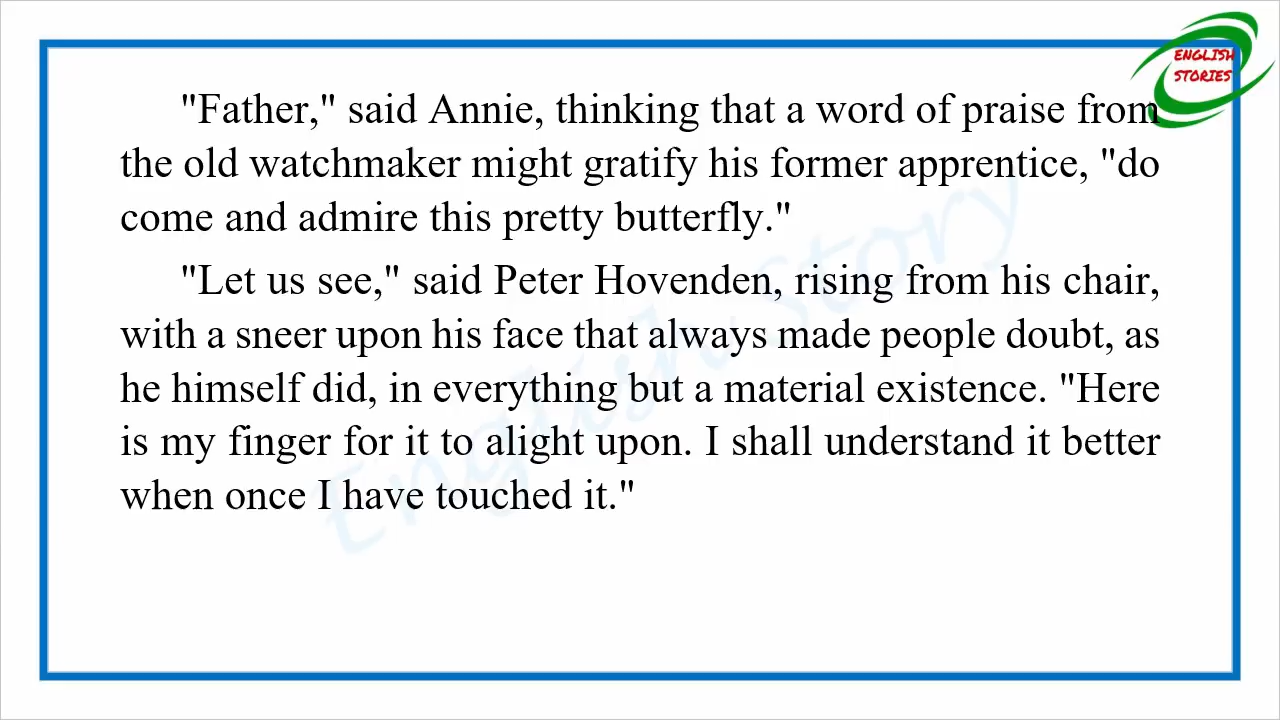 ENGLISH
STORIES
"Father," said Annie, thinking that a word of praise from
the old watchmaker might gratify his former apprentice, "do
come and admire this pretty butterfly."
"Let us see," said Peter Hovenden, rising from his chair,
with a sneer upon his face that always made people doubt, as
he himself did, in everything but a material existence. "Here
is my finger for it to alight upon. I shall understand it better
when once I have touched it."
English Story